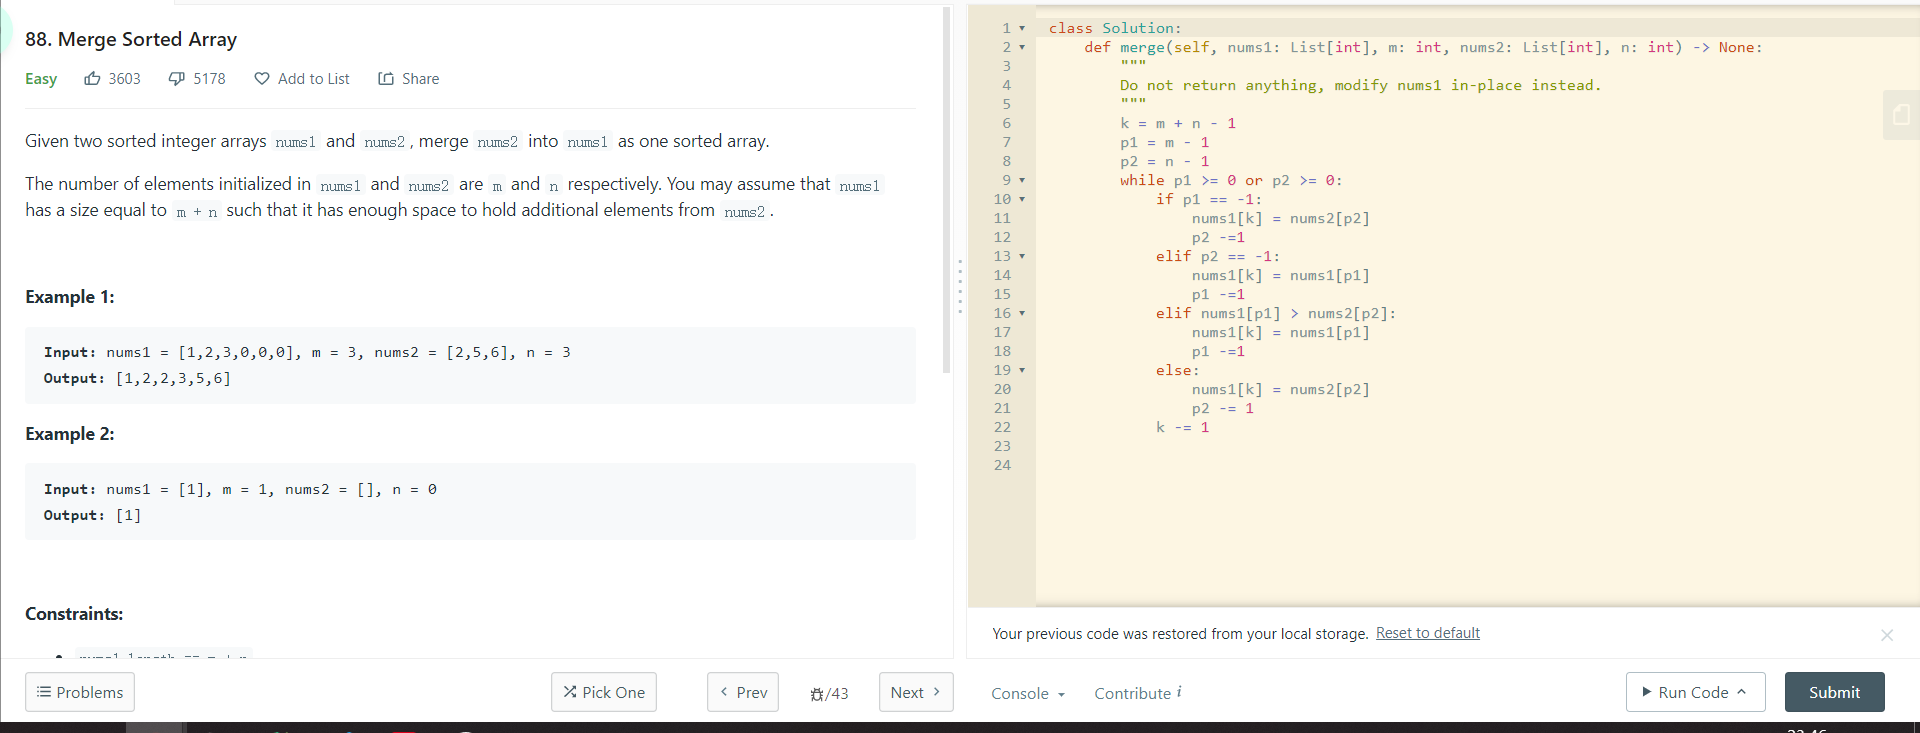 88. Merge Sorted Array
Easy 3603 5178 Add to List Share
Given two sorted integer arrays nums1 and nums2 , merge nums2 into nums1 as one sorted array.
The number of elements initialized in nums1 and nums2 are m and n respectively. You may assume that nums1
has a size equal to m + n such that it has enough space to hold additional elements from nums2 .
Example 1:
Input: nums1 = [1,2,3,0,0,0], m = 3, nums2 = [2,5,6], n = 3
Output: [1,2,2,3,5,6]
Example 2:
Input: nums1 = [1], m = 1, nums2 = [], n = 0
Output: [1]
Constraints:
Problems Pick One Prev /43 Next
1 class Solution:
2 def merge(self, nums1: List[int], m: int, nums2: List[int], n: int) -> None:
3 """
4 Do not return anything, modify nums1 in-place instead.
5 """
6 k = m + n - 1
7 p1 = m - 1
8 p2 = n - 1
9 while p1 >= 0 or p2 >= 0:
10 if p1 == -1:
11 nums1[k] = nums2[p2]
12 p2 -=1
13 elif p2 == -1:
14 nums1[k] = nums1[p1]
15 p1 -=1
16 elif nums1[p1] > nums2[p2]:
17 nums1[k] = nums1[p1]
18 p1 -=1
19 else:
20 nums1[k] = nums2[p2]
21 p2 -= 1
22 k -= 1
23
24
Your previous code was restored from your local storage. Reset to default
Console Contribute i Run Code Submit